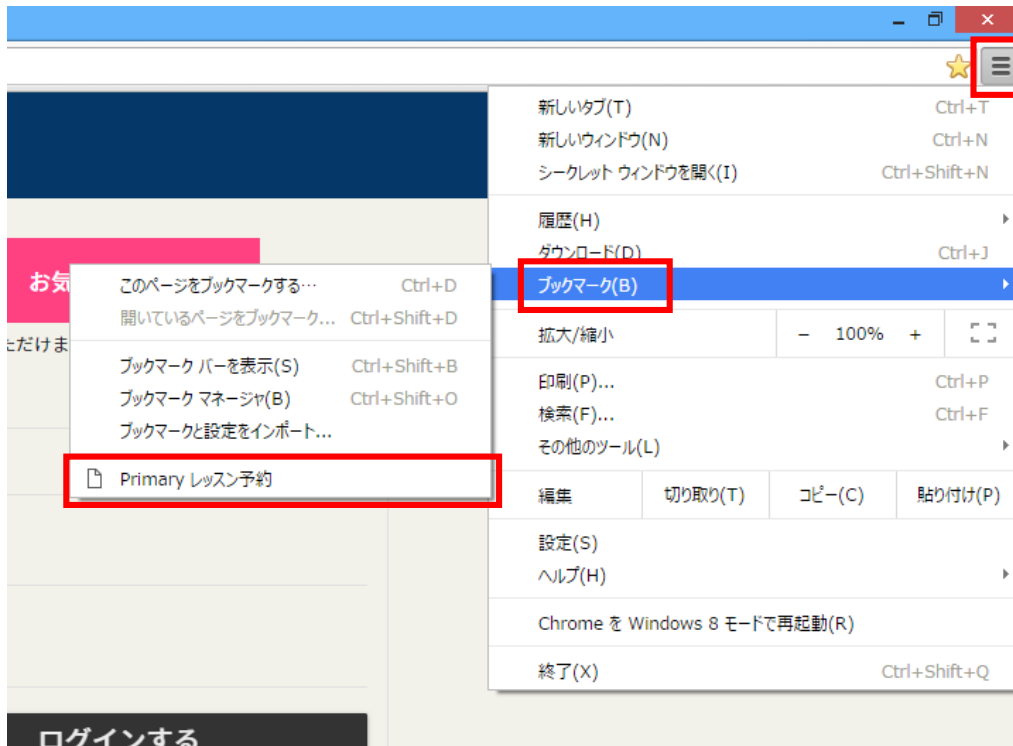 新しいタブ(T) Ctrl+T
新しいウィンドウ(N) Ctrl+N
シークレット ウィンドウを開く(I) Ctrl+Shift+N
履歴(H)
ダウンロード(D) Ctrl+J
ブックマーク(B)
拡大/縮小 − 100% +
印刷(P)... Ctrl+P
検索(F)... Ctrl+F
その他のツール(L)
編集 切り取り(T) コピー(C) 貼り付け(P)
設定(S)
ヘルプ(H)
Chrome を Windows 8 モードで再起動(R)
終了(X) Ctrl+Shift+Q
お気
ただけま
このページをブックマークする... Ctrl+D
開いているページをブックマーク... Ctrl+Shift+D
ブックマーク バーを表示(S) Ctrl+Shift+B
ブックマーク マネージャ(B) Ctrl+Shift+O
ブックマークと設定をインポート...
Primary レッスン予約
ログインする